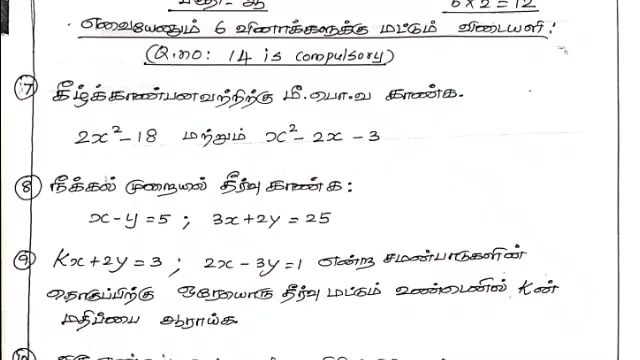 பகுதி - ஆ 6 x 2 = 12
எவையேனும் 6 வினாக்களுக்கு மட்டும் விடையளி:
(Q.no: 14 is compulsory)
7 கீழ்க்காண்பனவற்றிற்கு மீ.பொ.வ காண்க.
2x² - 18 மற்றும் x² - 2x - 3
8 நீக்கல் முறையில் தீர்வு காண்க:
x - y = 5 ; 3x + 2y = 25
9 Kx + 2y = 3 ; 2x - 3y = 1 என்ற சமன்பாடுகளின்
தொகுப்பிற்கு ஒரேயொரு தீர்வு மட்டும் உண்டெனில் K ன்
மதிப்பை ஆராய்க